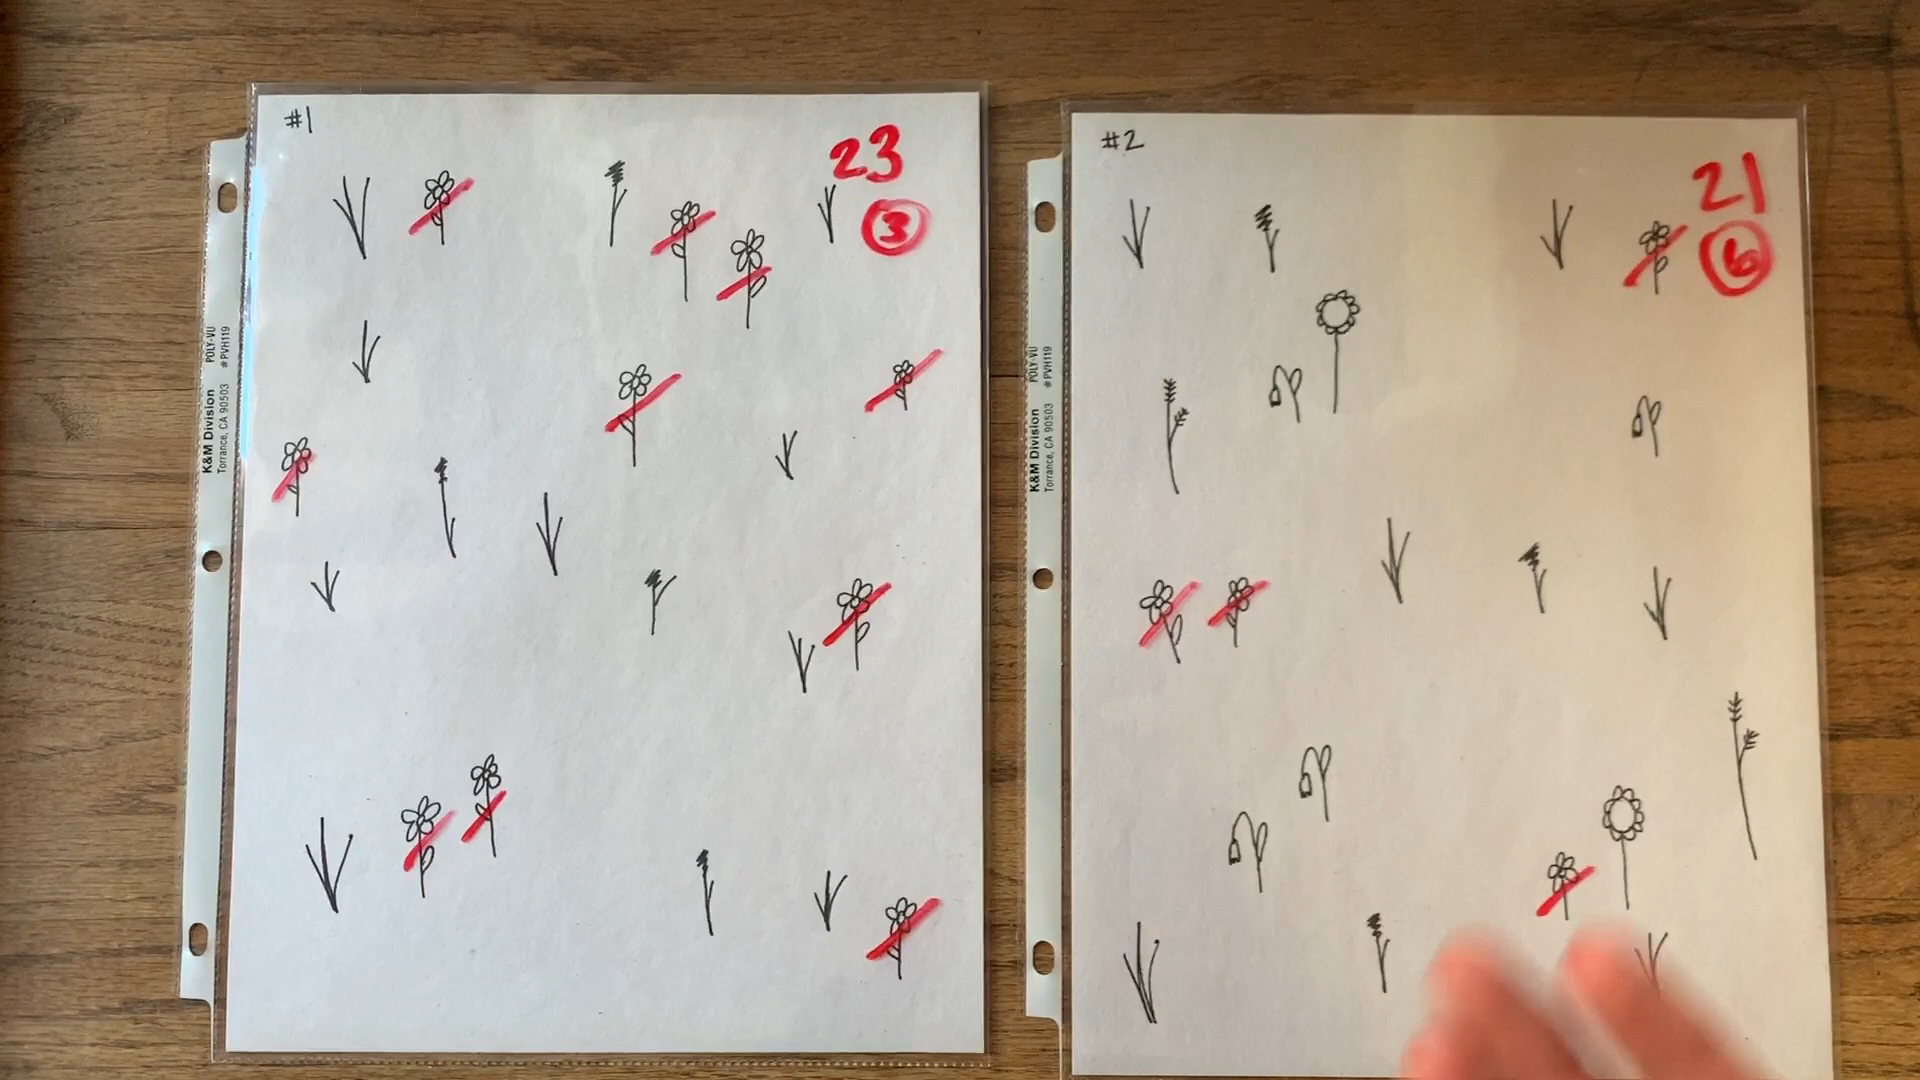 #1
23
3
K&M Division POLY-VU
Torrance, CA 90503 #PVH119
#2
21
6
K&M Division POLY-VU
Torrance, CA 90503 #PVH119